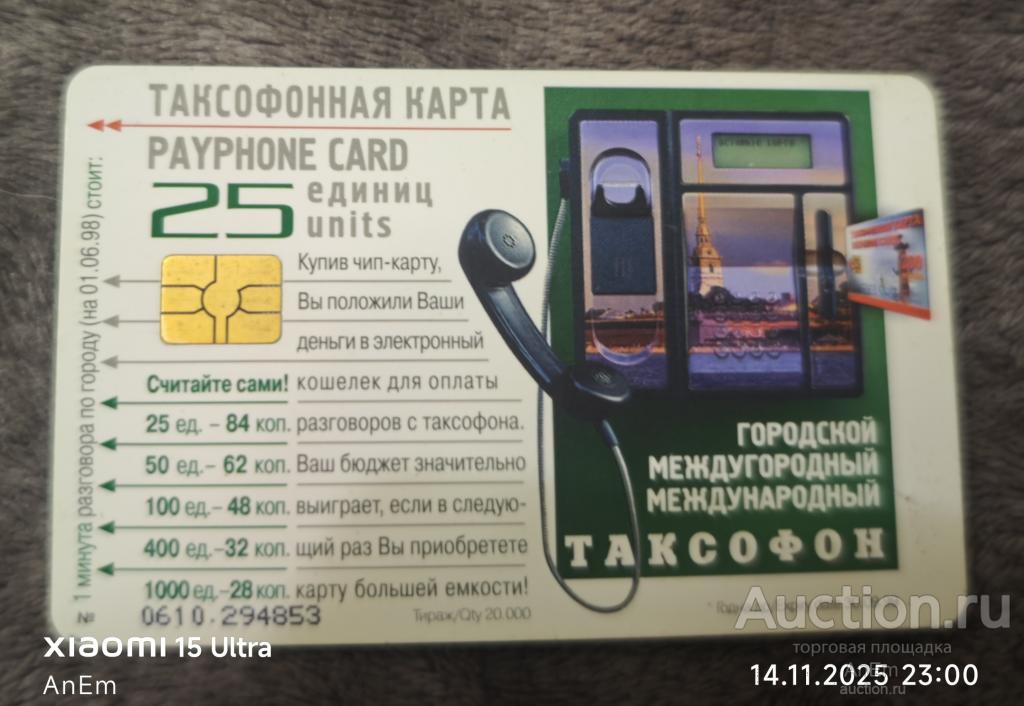 ТАКСОФОННАЯ КАРТА
PAYPHONE CARD
25 единиц
units
1 минута разговора по городу (на 01.06.98) стоит:
Купив чип-карту,
Вы положили Ваши
деньги в электронный
Считайте сами! кошелек для оплаты
25 ед. – 84 коп. разговоров с таксофона.
50 ед.– 62 коп. Ваш бюджет значительно
100 ед.– 48 коп. выиграет, если в следую-
400 ед.–32 коп. щий раз Вы приобретете
1000 ед.–28 коп. карту большей емкости!
№ 0610.294853
Тираж/Qty 20.000
ГОРОДСКОЙ
МЕЖДУГОРОДНЫЙ
МЕЖДУНАРОДНЫЙ
ТАКСОФОН
Auction.ru
торговая площадка
AnEm
auction.ru
xiaomi 15 Ultra
AnEm
14.11.2025 23:00